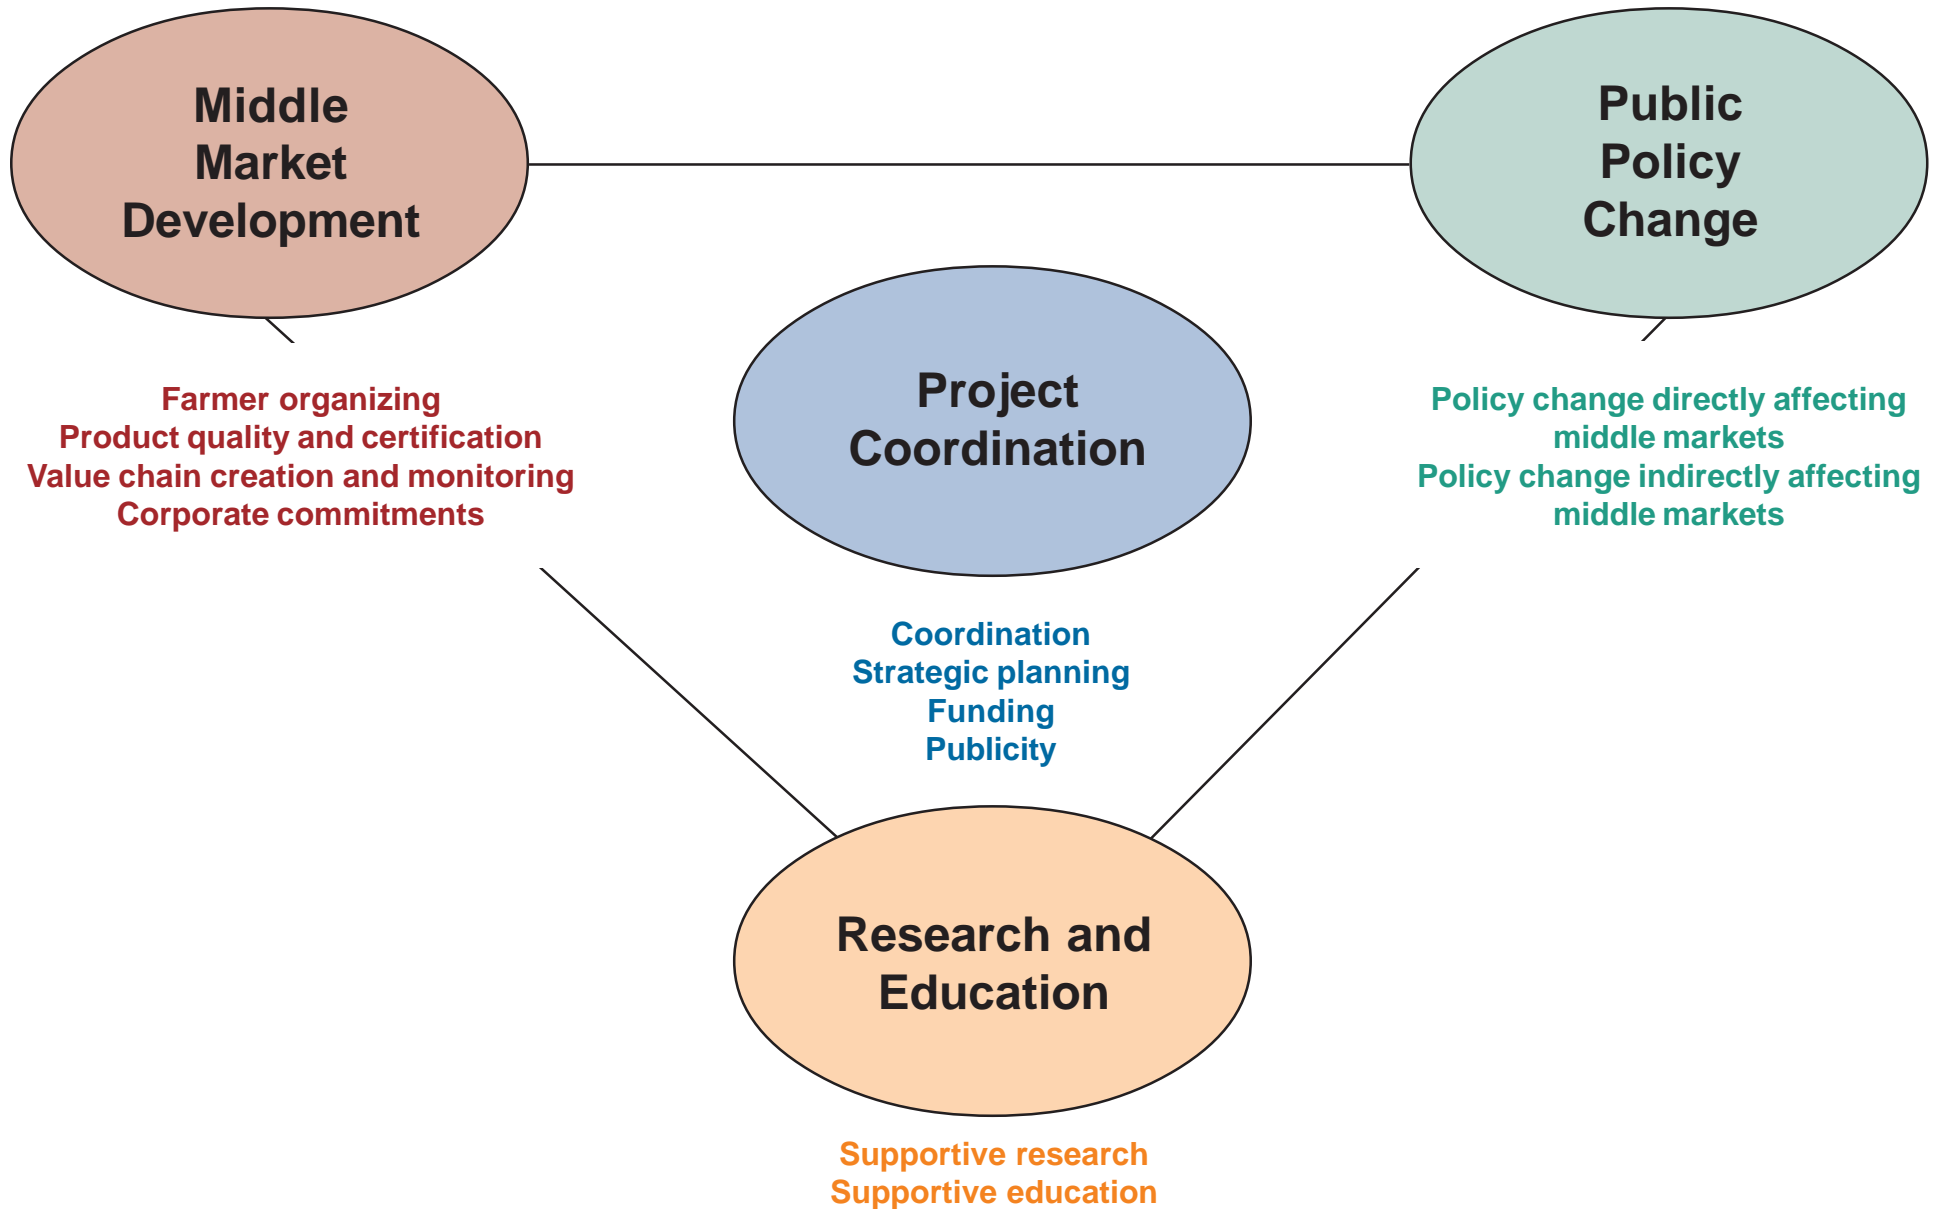 Middle
Market
Development
Public
Policy
Change
Project
Coordination
Farmer organizing
Product quality and certification
Value chain creation and monitoring
Corporate commitments
Policy change directly affecting
middle markets
Policy change indirectly affecting
middle markets
Coordination
Strategic planning
Funding
Publicity
Research and
Education
Supportive research
Supportive education